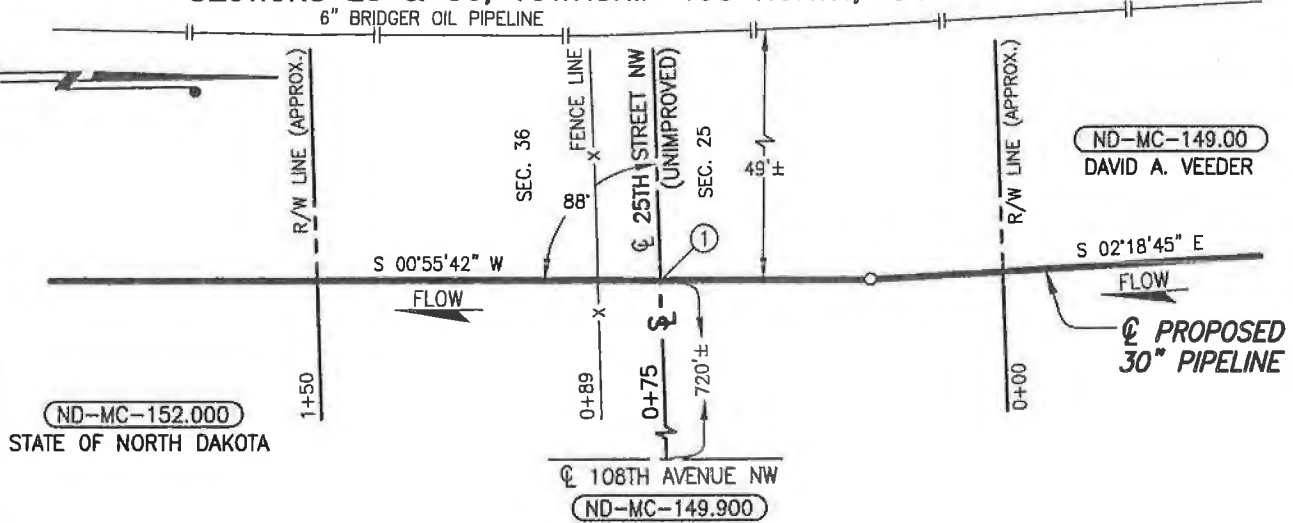 6" BRIDGER OIL PIPELINE
R/W LINE (APPROX.)
FENCE LINE
SEC. 36
℄ 25TH STREET NW
(UNIMPROVED)
SEC. 25
49'±
R/W LINE (APPROX.)
ND-MC-149.00
DAVID A. VEEDER
88'
1
S 00°55'42" W
S 02°18'45" E
FLOW
FLOW
℄ PROPOSED
30" PIPELINE
X
X
℄
1+50
0+89
0+75
720'±
0+00
ND-MC-152.000
STATE OF NORTH DAKOTA
℄ 108TH AVENUE NW
ND-MC-149.900